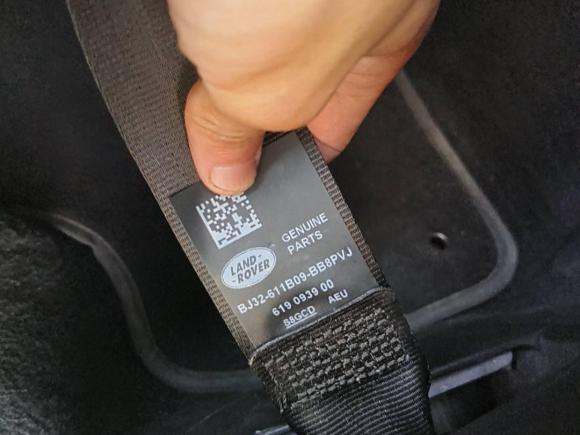 GENUINE
PARTS
LAND-
ROVER
BJ32-611B09-BB8PVJ
619 0939 00
S8GCD AEU